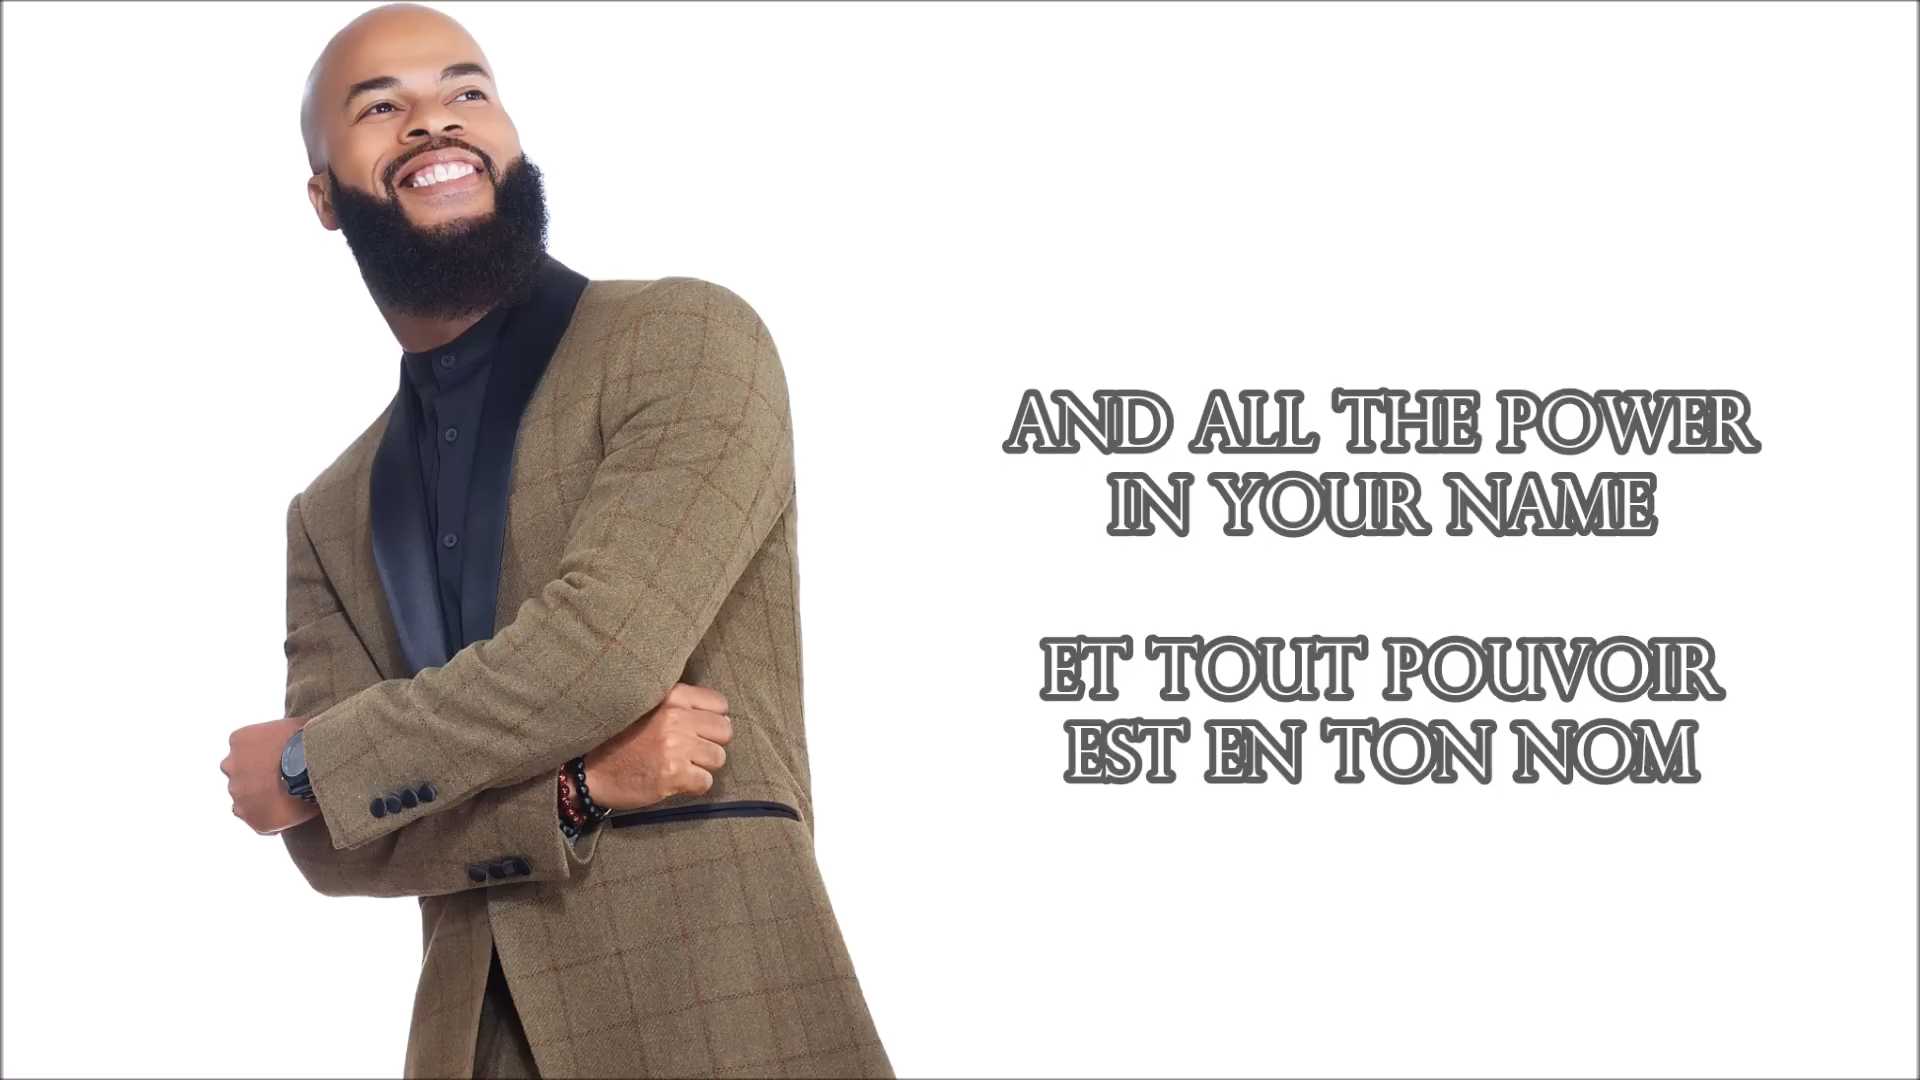 AND ALL THE POWER
IN YOUR NAME
ET TOUT POUVOIR
EST EN TON NOM